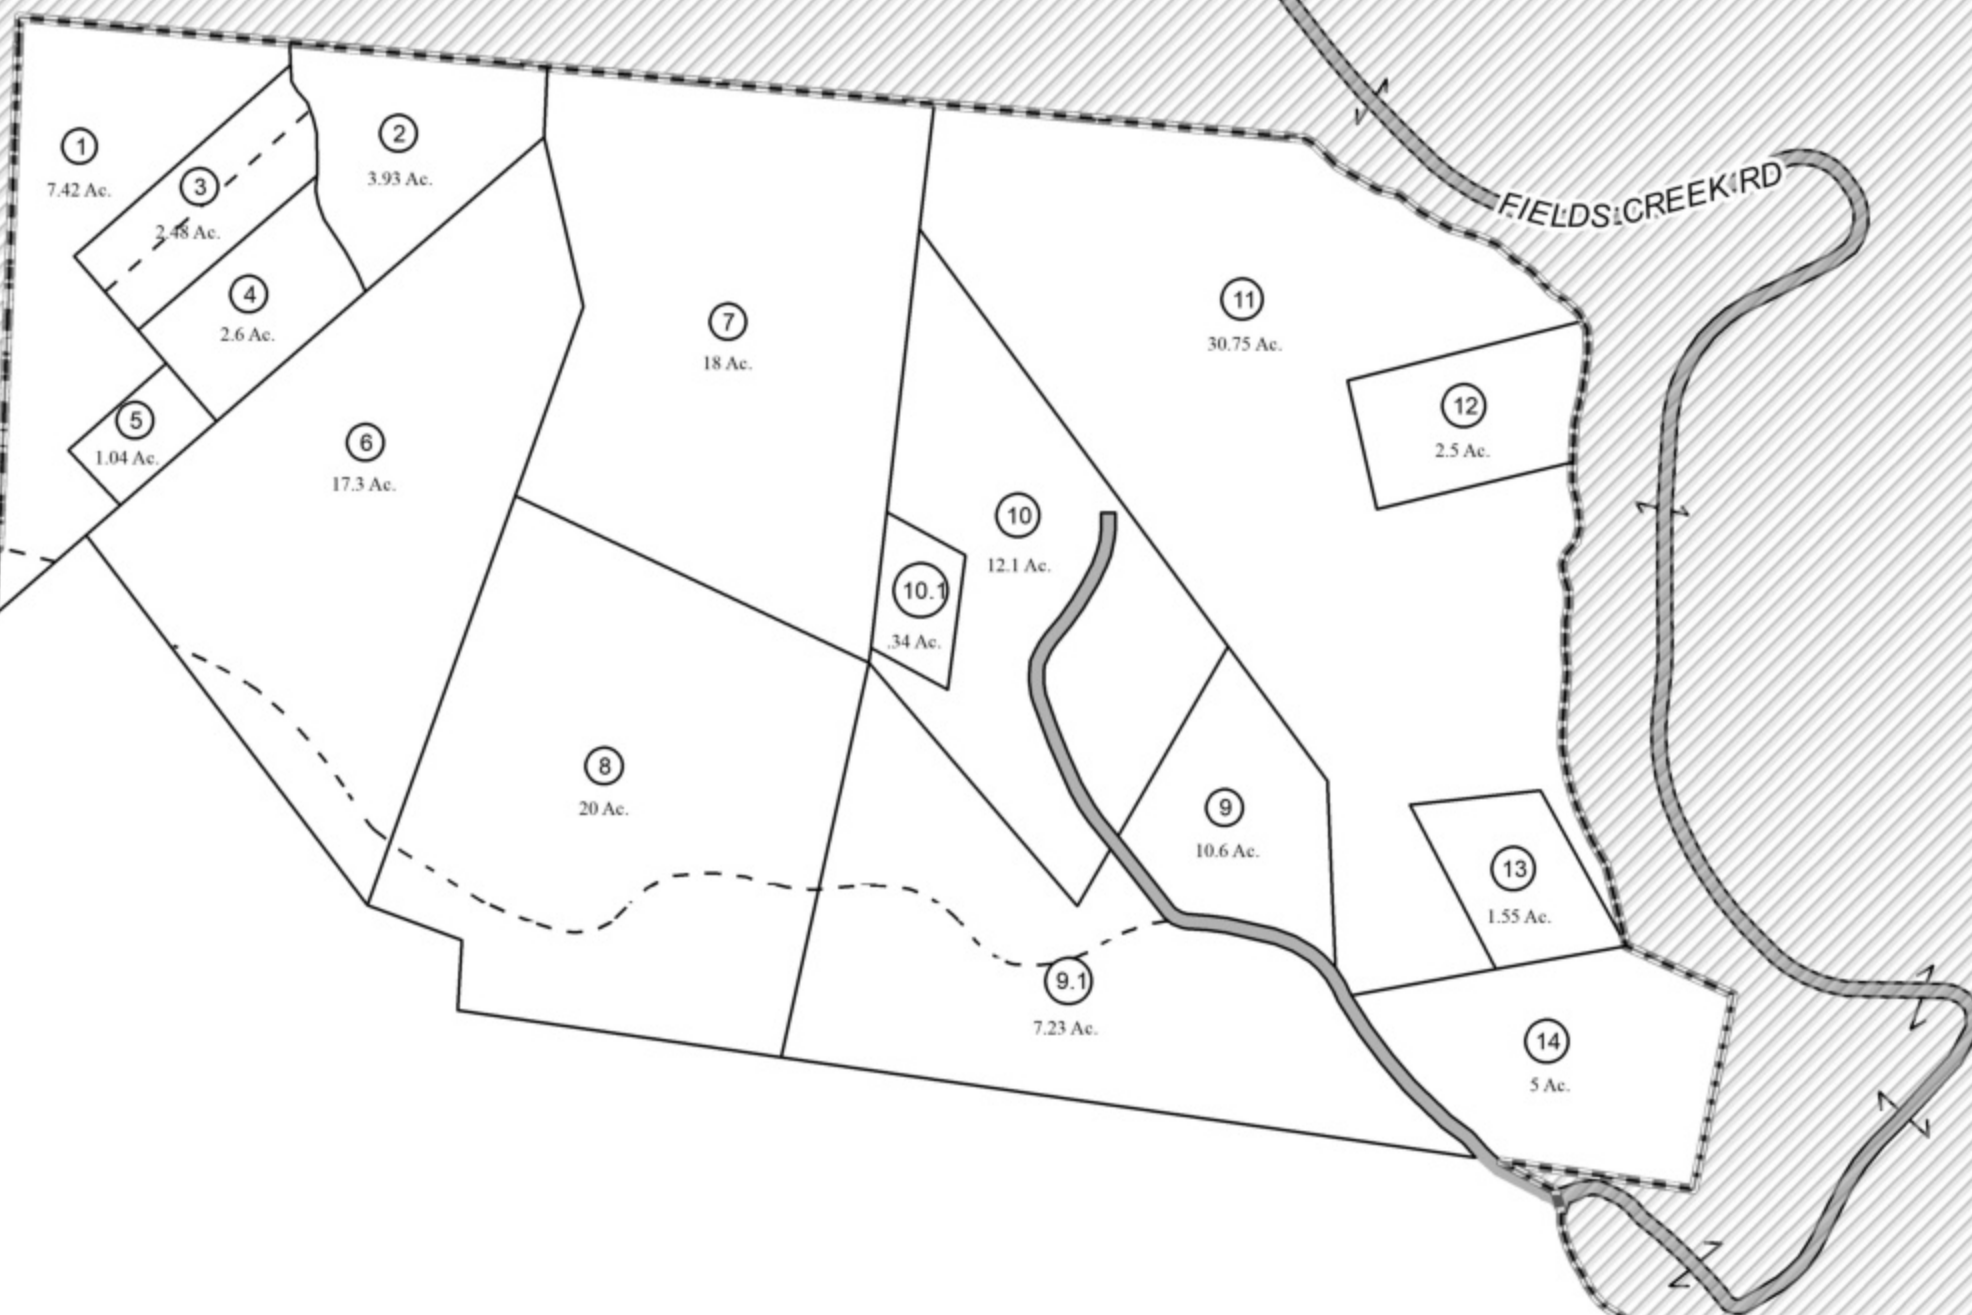 1
7.42 Ac.
2
3.93 Ac.
3
2.48 Ac.
4
2.6 Ac.
5
1.04 Ac.
6
17.3 Ac.
7
18 Ac.
8
20 Ac.
10
12.1 Ac.
10.1
.34 Ac.
11
30.75 Ac.
FIELDS CREEK RD
12
2.5 Ac.
9
10.6 Ac.
9.1
7.23 Ac.
13
1.55 Ac.
14
5 Ac.